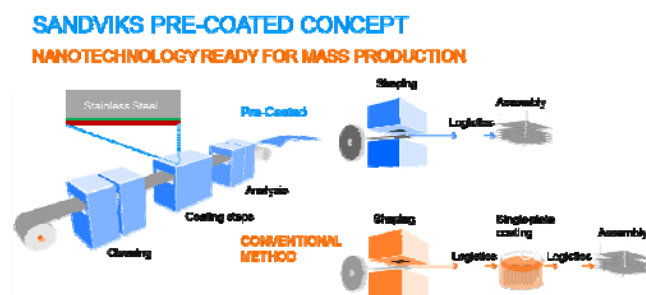 SANDVIKS PRE-COATED CONCEPT
NANOTECHNOLOGY READY FOR MASS PRODUCTION
Stainless Steel
Pre-Coated
Shaping
Logistics
Assembly
Analysis
Coating steps
Cleaning
CONVENTIONAL
METHOD
Shaping
Logistics
Single-plate
coating
Logistics
Assembly